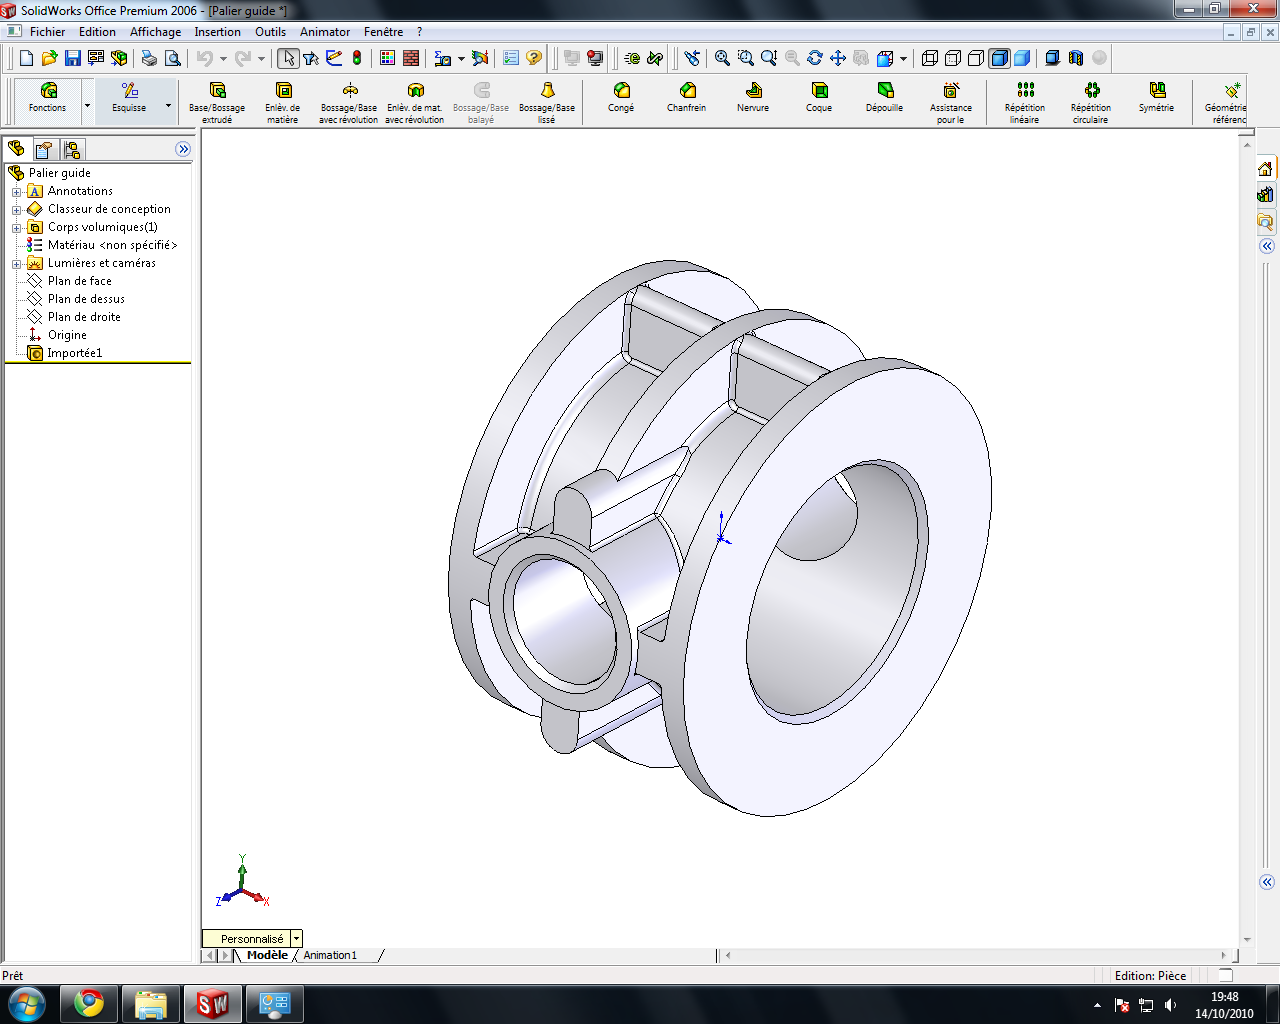 SolidWorks Office Premium 2006 - [Palier guide *]
Fichier Edition Affichage Insertion Outils Animator Fenêtre ?
Fonctions Esquisse
Base/Bossage extrudé
Enlèv. de matière
Bossage/Base avec révolution
Enlèv. de mat. avec révolution
Bossage/Base balayé
Bossage/Base lissé
Congé
Chanfrein
Nervure
Coque
Dépouille
Assistance pour le
Répétition linéaire
Répétition circulaire
Symétrie
Géométrie référenc
Palier guide
Annotations
Classeur de conception
Corps volumiques(1)
Matériau <non spécifié>
Lumières et caméras
Plan de face
Plan de dessus
Plan de droite
Origine
Importée1
Y
Z
X
Personnalisé
Modèle Animation1
Prêt
Edition: Pièce
19:48
14/10/2010